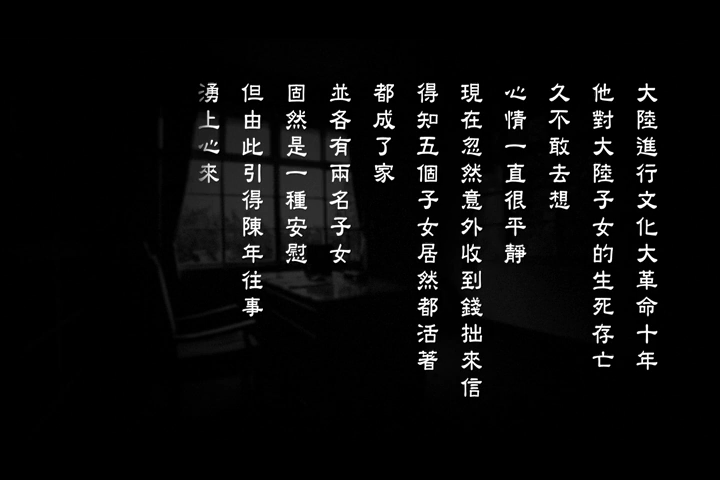 大陸進行文化大革命十年
他對大陸子女的生死存亡
久不敢去想
心情一直很平靜
現在忽然意外收到錢拙來信
得知五個子女居然都活著
都成了家
並各有兩名子女
固然是一種安慰
但由此引得陳年往事
湧上心來